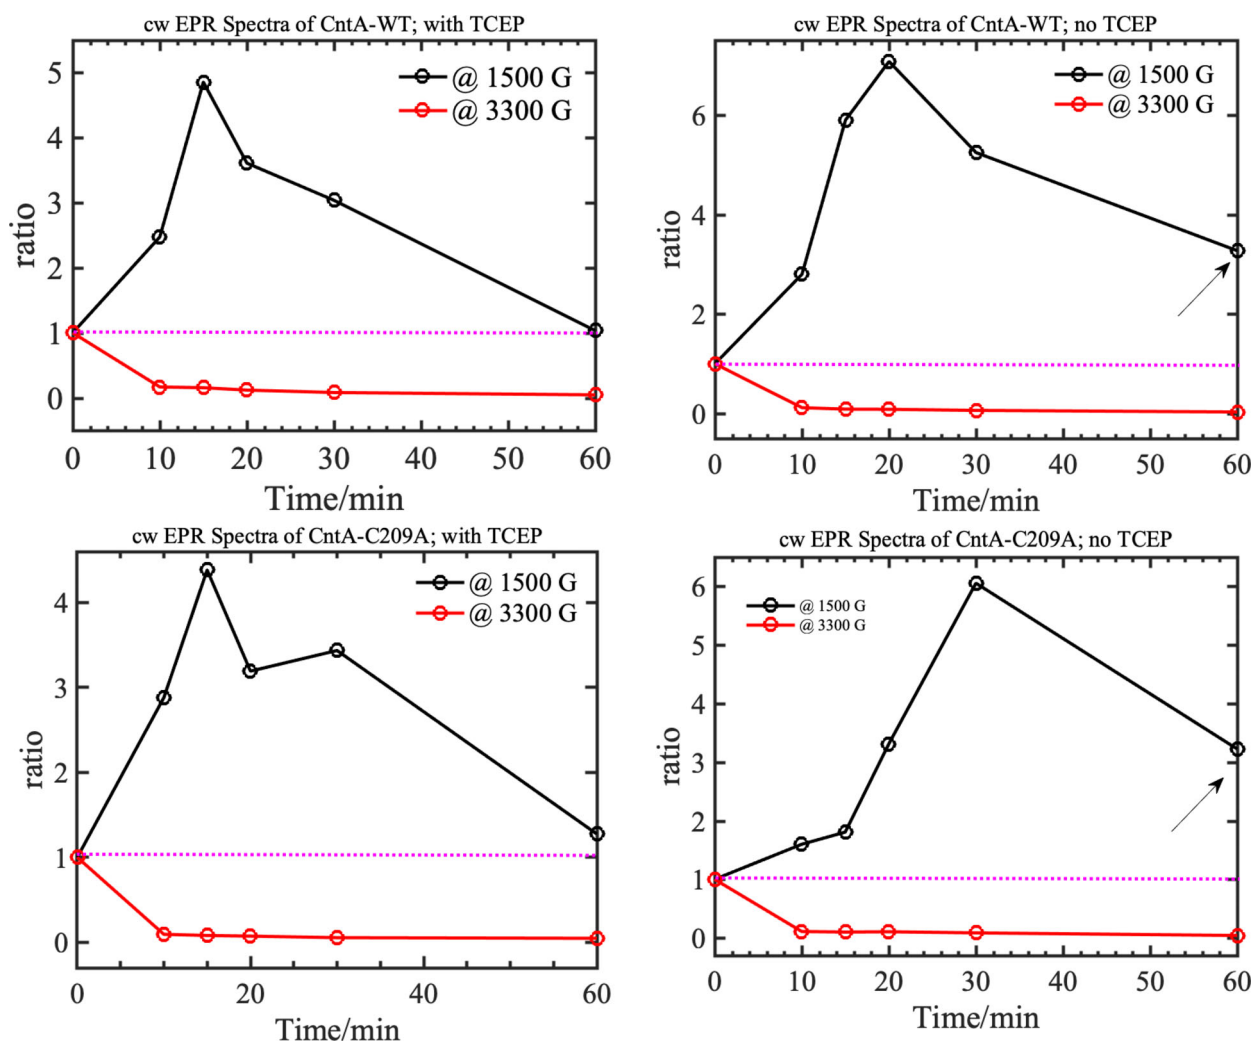 cw EPR Spectra of CntA-WT; with TCEP
@ 1500 G
@ 3300 G
5
4
3
2
1
0
ratio
0 10 20 30 40 50 60
Time/min
cw EPR Spectra of CntA-WT; no TCEP
@ 1500 G
@ 3300 G
6
4
2
0
ratio
0 10 20 30 40 50 60
Time/min
cw EPR Spectra of CntA-C209A; with TCEP
@ 1500 G
@ 3300 G
4
3
2
1
0
ratio
0 20 40 60
Time/min
cw EPR Spectra of CntA-C209A; no TCEP
@ 1500 G
@ 3300 G
6
5
4
3
2
1
0
ratio
0 10 20 30 40 50 60
Time/min